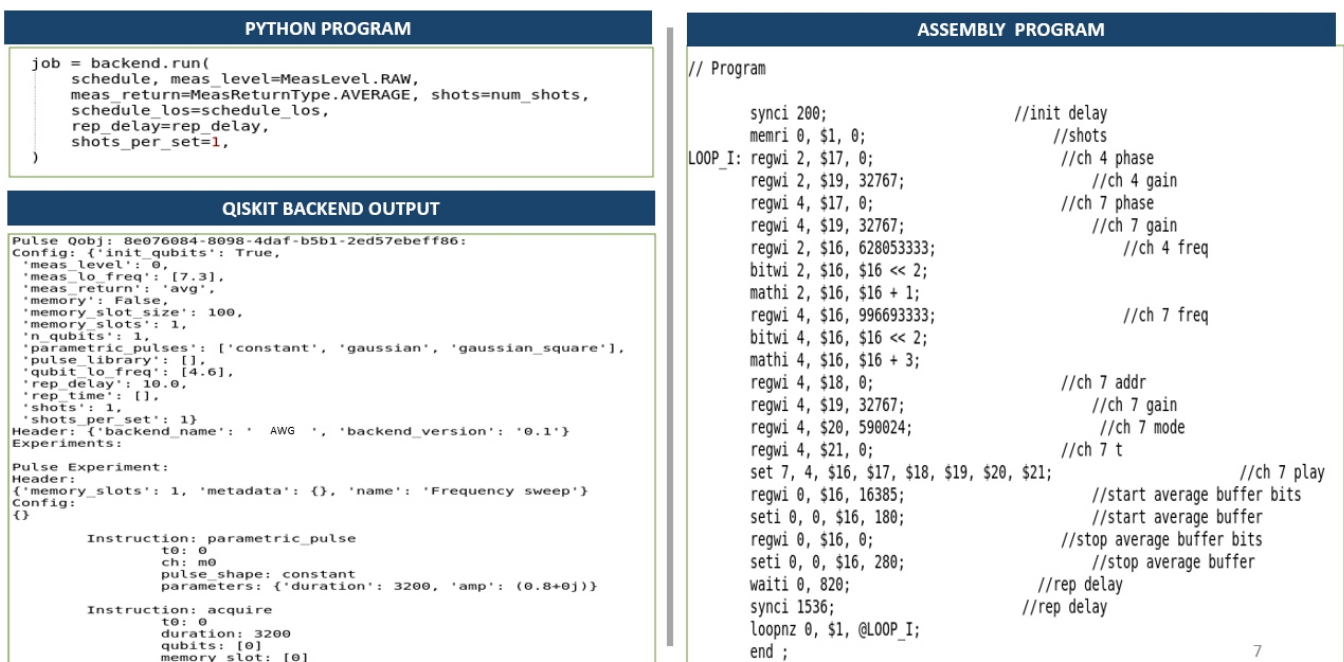 PYTHON PROGRAM
job = backend.run(
schedule, meas_level=MeasLevel.RAW,
meas_return=MeasReturnType.AVERAGE, shots=num_shots,
schedule_los=schedule_los,
rep_delay=rep_delay,
shots_per_set=1,
)
QISKIT BACKEND OUTPUT
Pulse Qobj: 8e076084-8098-4daf-b5b1-2ed57ebeff86:
Config: {'init_qubits': True,
'meas_level': 0,
'meas_lo_freq': [7.3],
'meas_return': 'avg',
'memory': False,
'memory_slot_size': 100,
'memory_slots': 1,
'n_qubits': 1,
'parametric_pulses': ['constant', 'gaussian', 'gaussian_square'],
'pulse_library': [],
'qubit_lo_freq': [4.6],
'rep_delay': 10.0,
'rep_time': [],
'shots': 1,
'shots_per_set': 1}
Header: {'backend_name': ' AWG ', 'backend_version': '0.1'}
Experiments:
Pulse Experiment:
Header:
{'memory_slots': 1, 'metadata': {}, 'name': 'Frequency sweep'}
Config:
{}
Instruction: parametric_pulse
t0: 0
ch: m0
pulse_shape: constant
parameters: {'duration': 3200, 'amp': (0.8+0j)}
Instruction: acquire
t0: 0
duration: 3200
qubits: [0]
memory_slot: [0]
ASSEMBLY PROGRAM
// Program
synci 200; //init delay
memri 0, $1, 0; //shots
LOOP_I: regwi 2, $17, 0; //ch 4 phase
regwi 2, $19, 32767; //ch 4 gain
regwi 4, $17, 0; //ch 7 phase
regwi 4, $19, 32767; //ch 7 gain
regwi 2, $16, 628053333; //ch 4 freq
bitwi 2, $16, $16 << 2;
mathi 2, $16, $16 + 1;
regwi 4, $16, 996693333; //ch 7 freq
bitwi 4, $16, $16 << 2;
mathi 4, $16, $16 + 3;
regwi 4, $18, 0; //ch 7 addr
regwi 4, $19, 32767; //ch 7 gain
regwi 4, $20, 590024; //ch 7 mode
regwi 4, $21, 0; //ch 7 t
set 7, 4, $16, $17, $18, $19, $20, $21; //ch 7 play
regwi 0, $16, 16385; //start average buffer bits
seti 0, 0, $16, 180; //start average buffer
regwi 0, $16, 0; //stop average buffer bits
seti 0, 0, $16, 280; //stop average buffer
waiti 0, 820; //rep delay
synci 1536; //rep delay
loopnz 0, $1, @LOOP_I;
end ;
7